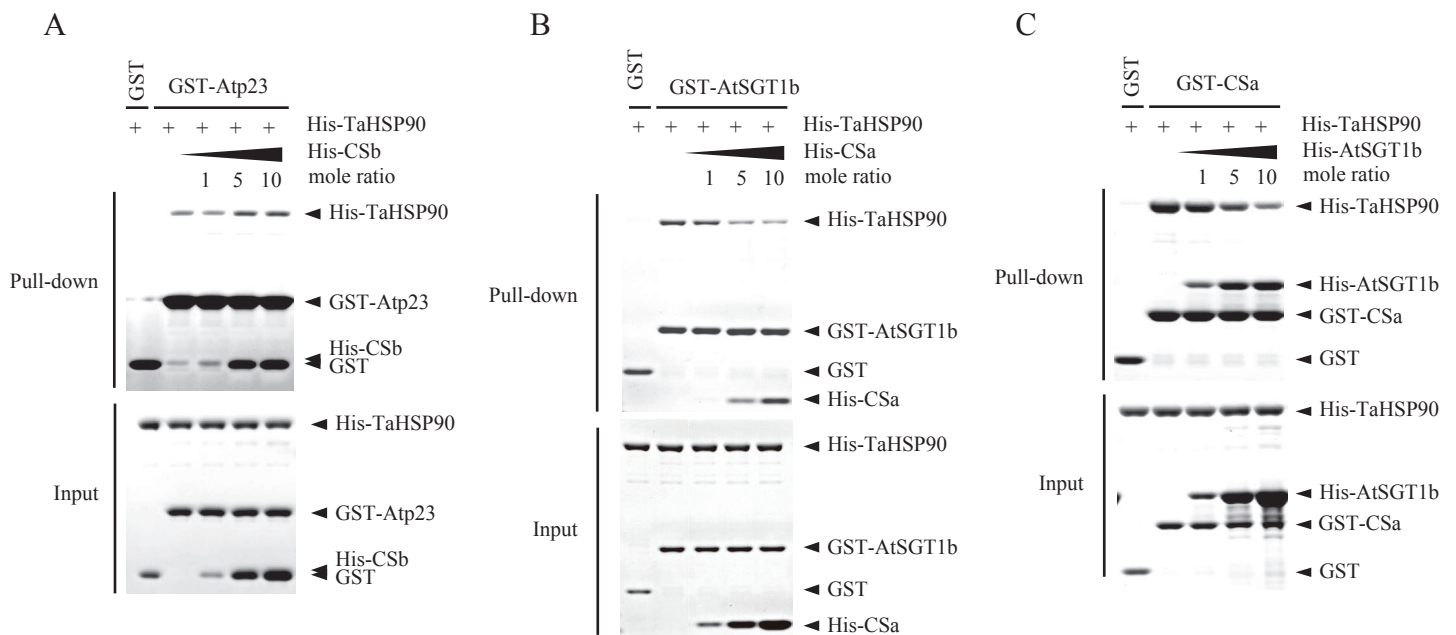 A
GST
GST-Atp23
+ + + + +
His-TaHSP90
His-CSb
1 5 10
mole ratio
Pull-down
His-TaHSP90
GST-Atp23
His-CSb
GST
Input
His-TaHSP90
GST-Atp23
His-CSb
GST
B
GST
GST-AtSGT1b
+ + + + +
His-TaHSP90
His-CSa
1 5 10
mole ratio
Pull-down
His-TaHSP90
GST-AtSGT1b
GST
His-CSa
Input
His-TaHSP90
GST-AtSGT1b
GST
His-CSa
C
GST
GST-CSa
+ + + + +
His-TaHSP90
His-AtSGT1b
1 5 10
mole ratio
Pull-down
His-TaHSP90
His-AtSGT1b
GST-CSa
GST
Input
His-TaHSP90
His-AtSGT1b
GST-CSa
GST